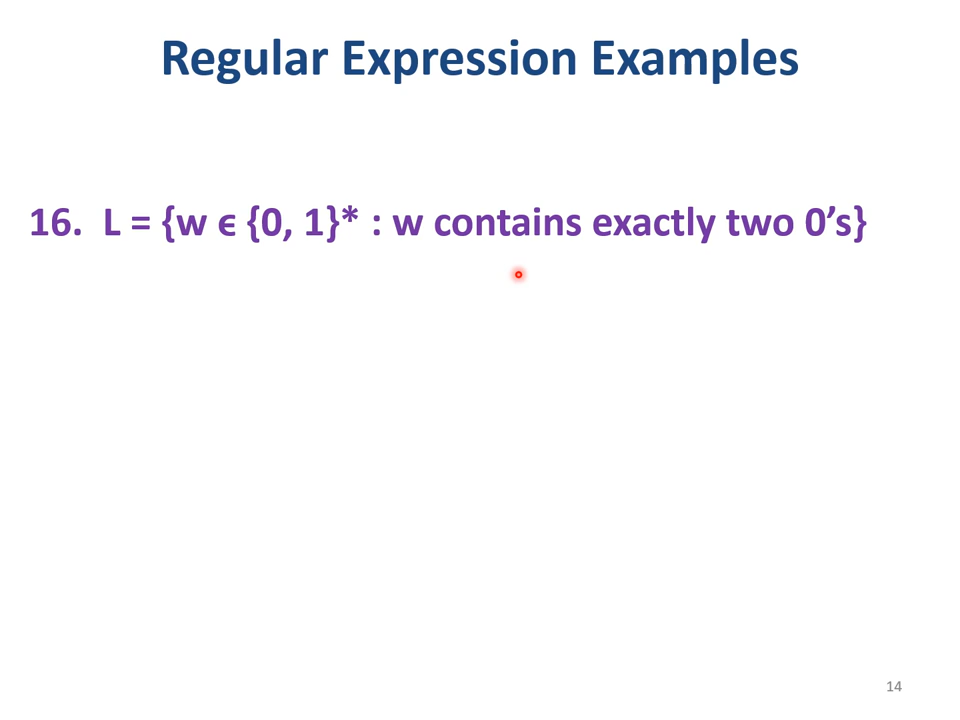 Regular Expression Examples
16. L = {w ϵ {0, 1}* : w contains exactly two 0’s}
14